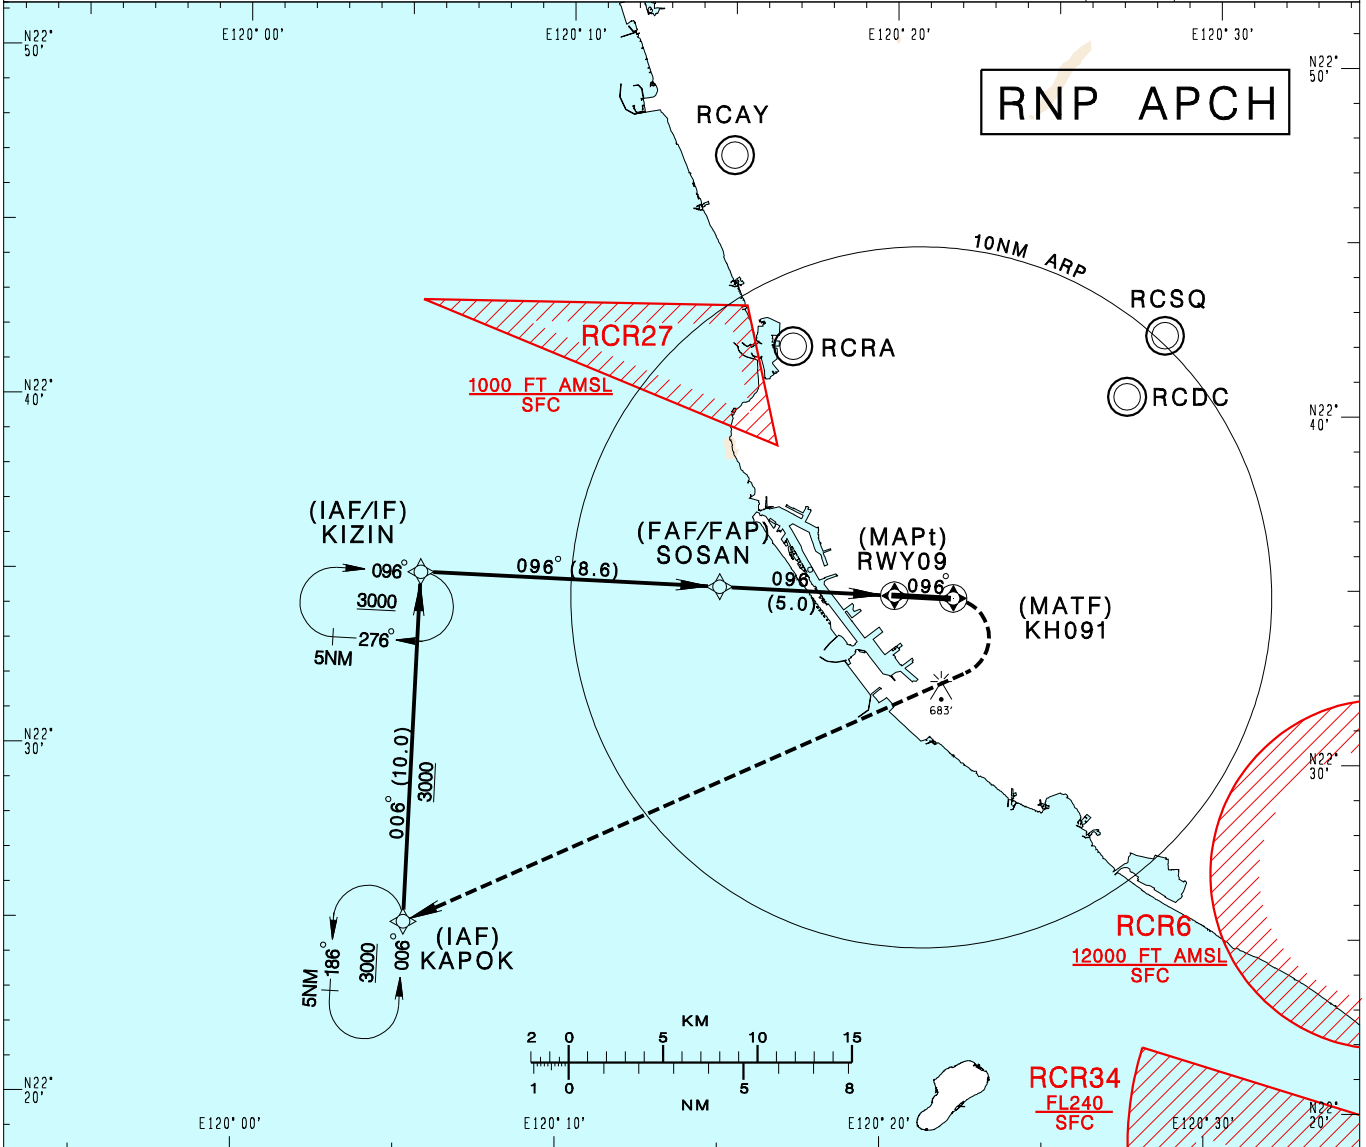 E120°00'
E120°10'
E120°20'
E120°30'
N22°
50'
N22°
50'
RNP APCH
RCAY
10NM ARP
RCSQ
RCR27
RCRA
1000 FT AMSL
SFC
RCDC
N22°
40'
N22°
40'
(IAF/IF)
KIZIN
(FAF/FAP)
SOSAN
(MAPt)
RWY09
096°
096° (8.6)
096°
(5.0)
096°
3000
276°
5NM
(MATF)
KH091
683'
N22°
30'
N22°
30'
006° (10.0)
3000
RCR6
12000 FT AMSL
SFC
(IAF)
KAPOK
5NM
186°
3000
006°
KM
2 0 5 10 15
1 0 5 8
NM
RCR34
FL240
SFC
N22°
20'
N22°
20'
E120°00'
E120°10'
E120°20'
E120°30'